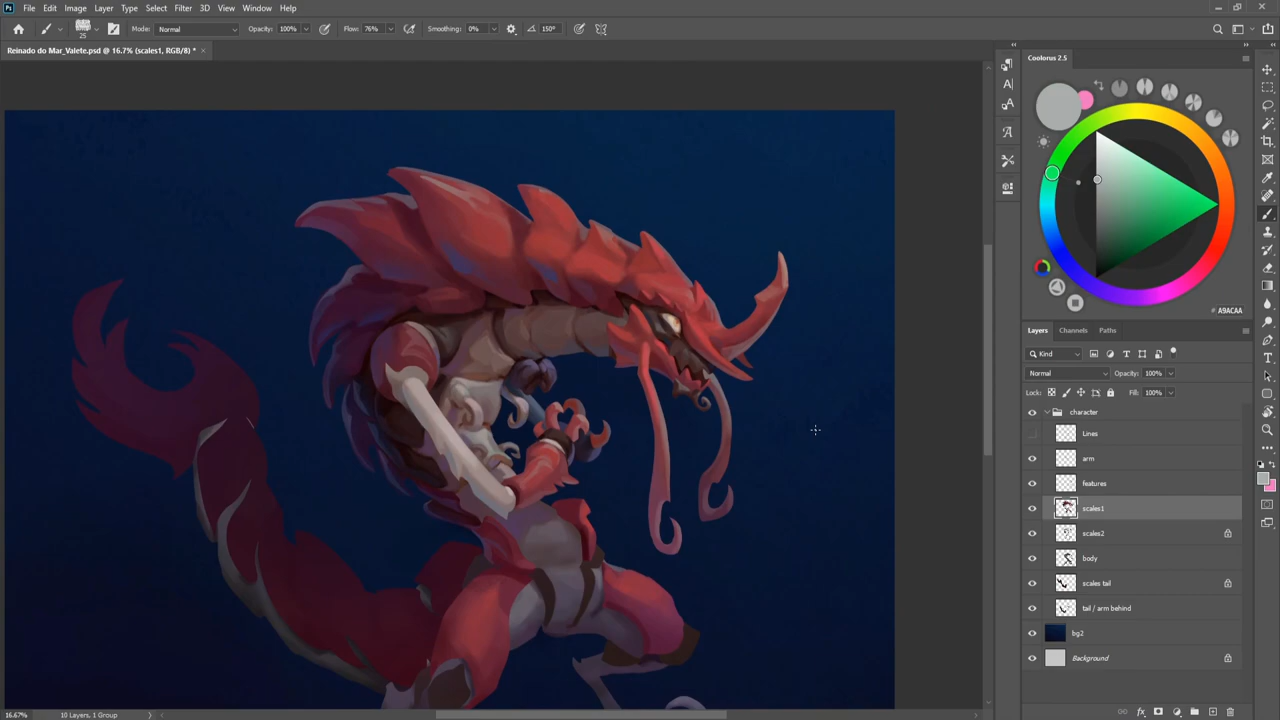 Ps File Edit Image Layer Type Select Filter 3D View Window Help
25 Mode: Normal Opacity: 100% Flow: 76% Smoothing: 0% 150°
Reinado do Mar_Valete.psd @ 16.7% (scales1, RGB/8) * ×
Coolorus 2.5
# A9ACAA
Layers Channels Paths
Kind
Normal Opacity: 100%
Lock: Fill: 100%
character
Lines
arm
features
scales1
scales2
body
scales tail
tail / arm behind
bg2
Background
16.67% 10 Layers, 1 Group